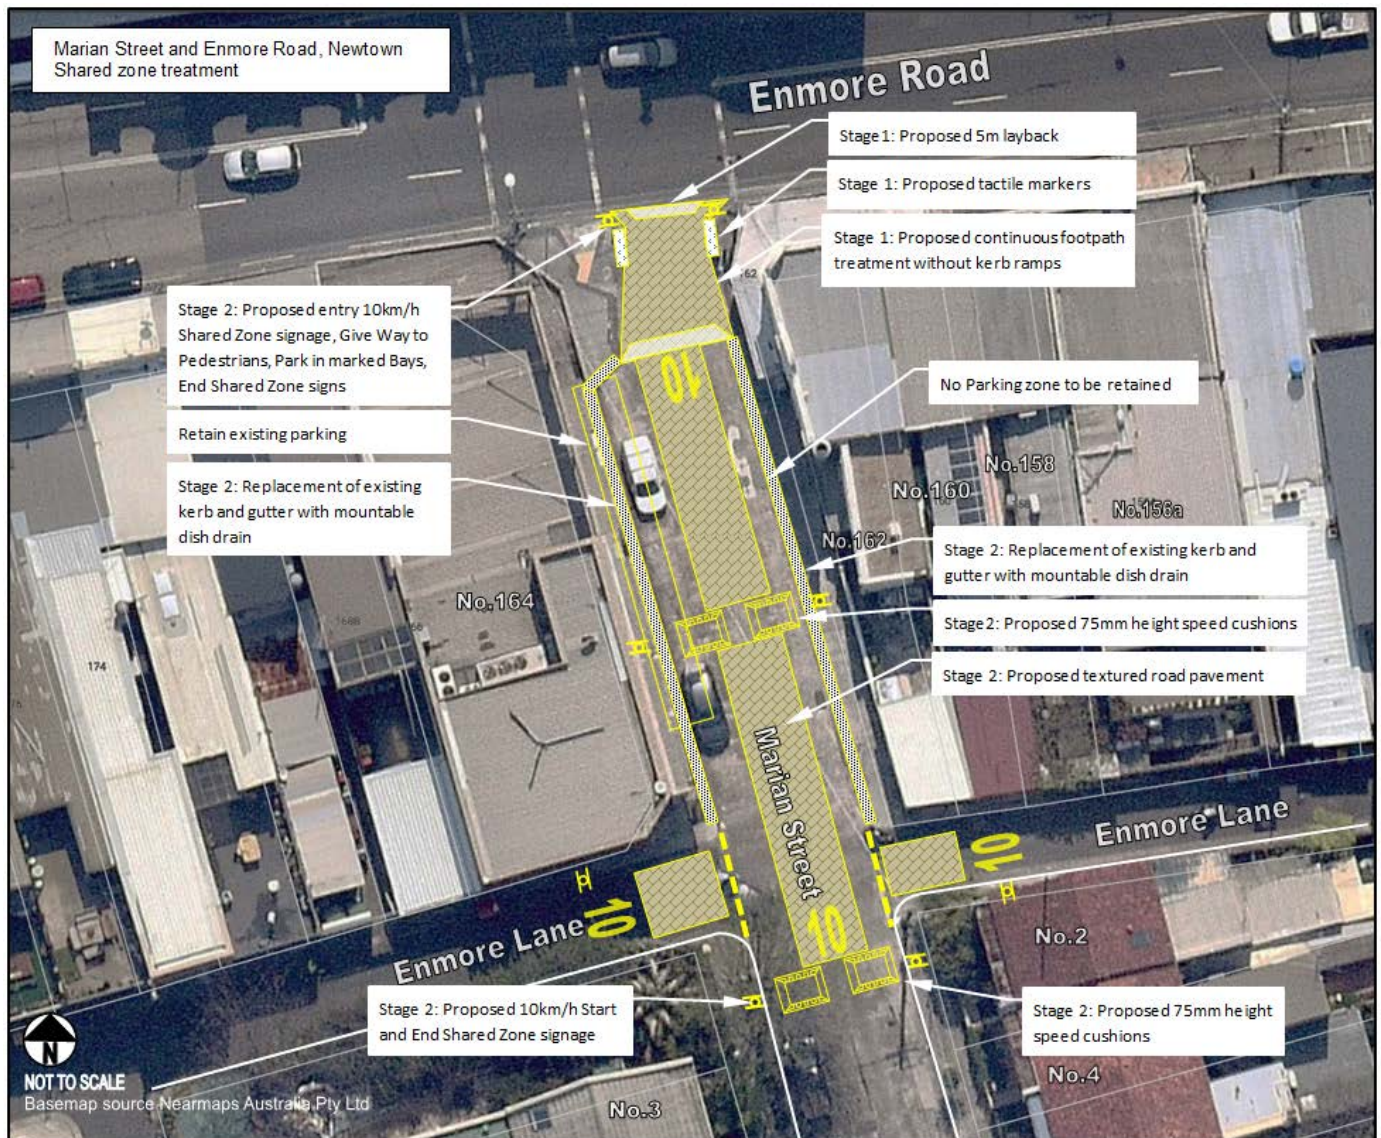 Marian Street and Enmore Road, Newtown
Shared zone treatment
Enmore Road
Stage1: Proposed 5m layback
Stage 1: Proposed tactile markers
Stage 1: Proposed continuous footpath
treatment without kerb ramps
162
Stage 2: Proposed entry 10km/h
Shared Zone signage, Give Way to
Pedestrians, Park in marked Bays,
End Shared Zone signs
10
No Parking zone to be retained
Retain existing parking
Stage 2: Replacement of existing
kerb and gutter with mountable
dish drain
No.158
No.160
No.156a
No.162
Stage 2: Replacement of existing kerb and
gutter with mountable dish drain
No.164
168B
Stage2: Proposed 75mm height speed cushions
174
Stage 2: Proposed textured road pavement
Marian Street
Enmore Lane
10
10
10
Enmore Lane
No.2
Stage 2: Proposed 10km/h Start
and End Shared Zone signage
Stage 2: Proposed 75mm height
speed cushions
N
NOT TO SCALE
Basemap source Nearmaps Australia Pty Ltd
No.4
No.3